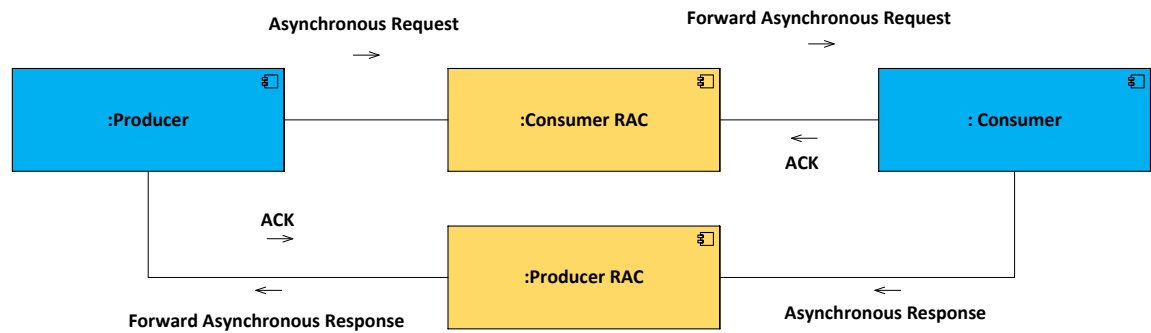 Asynchronous Request
Forward Asynchronous Request
:Producer
:Consumer RAC
: Consumer
ACK
ACK
:Producer RAC
Forward Asynchronous Response
Asynchronous Response